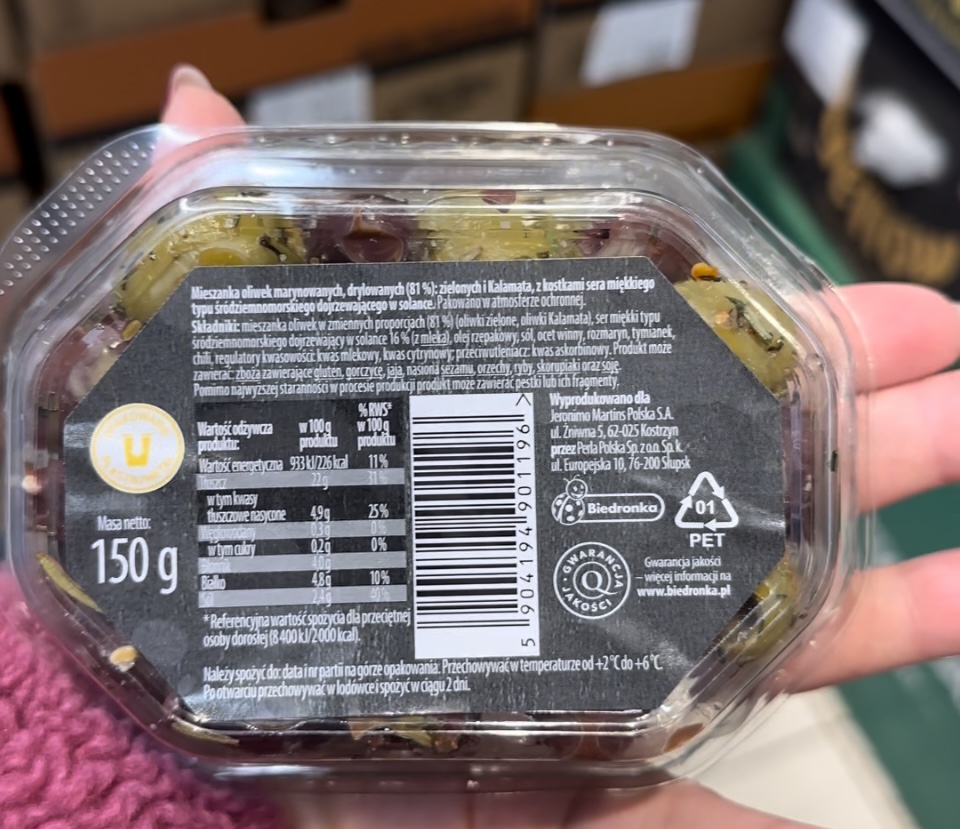 Mieszanka oliwek marynowanych, drylowanych (81 %): zielonych i Kalamata, z kostkami sera miękkiego
typu śródziemnomorskiego dojrzewającego w solance. Pakowano w atmosferze ochronnej.
Składniki: mieszanka oliwek w zmiennych proporcjach (81 %) (oliwki zielone, oliwki Kalamata), ser miękki typu
śródziemnomorskiego dojrzewający w solance 16 % (z mleka), olej rzepakowy, sól, ocet winny, rozmaryn, tymianek,
chili, regulatory kwasowości: kwas mlekowy, kwas cytrynowy; przeciwutleniacz: kwas askorbinowy. Produkt może
zawierać: zboża zawierające gluten, gorczycę, jaja, nasiona sezamu, orzechy, ryby, skorupiaki oraz soję.
Pomimo najwyższej staranności w procesie produkcji produkt może zawierać pestki lub ich fragmenty.
U
Masa netto:
150 g
Wartość odżywcza produktu: w 100 g produktu %RWS* w 100 g produktu
Wartość energetyczna 933 kJ/226 kcal 11 %
Tłuszcz 22 g 31 %
w tym kwasy
tłuszczowe nasycone 4,9 g 25 %
Węglowodany 0 %
w tym cukry 0,2 g 0 %
Błonnik
Białko 4,8 g 10 %
Sól 2,4 g 40 %
* Referencyjna wartość spożycia dla przeciętnej
osoby dorosłej (8 400 kJ/2 000 kcal).
5 904194 901196 >
Wyprodukowano dla
Jeronimo Martins Polska S.A.
ul. Żniwna 5, 62-025 Kostrzyn
przez Perla Polska Sp. z o.o. Sp.k.
ul. Europejska 10, 76-200 Słupsk
Biedronka
01
PET
GWARANCJA JAKOŚCI
Q
Gwarancja jakości
– więcej informacji na
www.biedronka.pl
Należy spożyć do: data i nr partii na górze opakowania. Przechowywać w temperaturze od +2 °C do +6 °C.
Po otwarciu przechowywać w lodówce i spożyć w ciągu 2 dni.